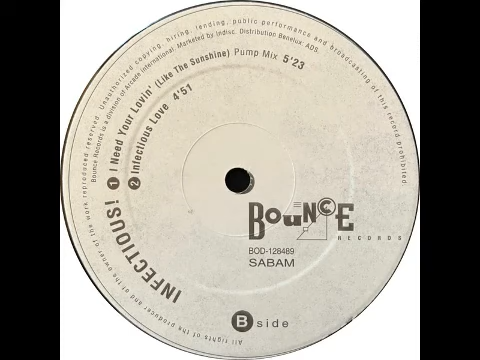 All rights of the producer and of the owner of the work reproduced reserved. Unauthorized copying, hiring, lending, public performance and broadcasting of this record prohibited
Bounce Records is a division of Arcade International. Marketed by Indisc. Distribution Benelux: ADS.
INFECTIOUS!
1 I Need Your Lovin' (Like The Sunshine) Pump Mix 5'23
2 Infectious Love 4'51
BOUNCE
RECORDS
BOD-128489
SABAM
B side